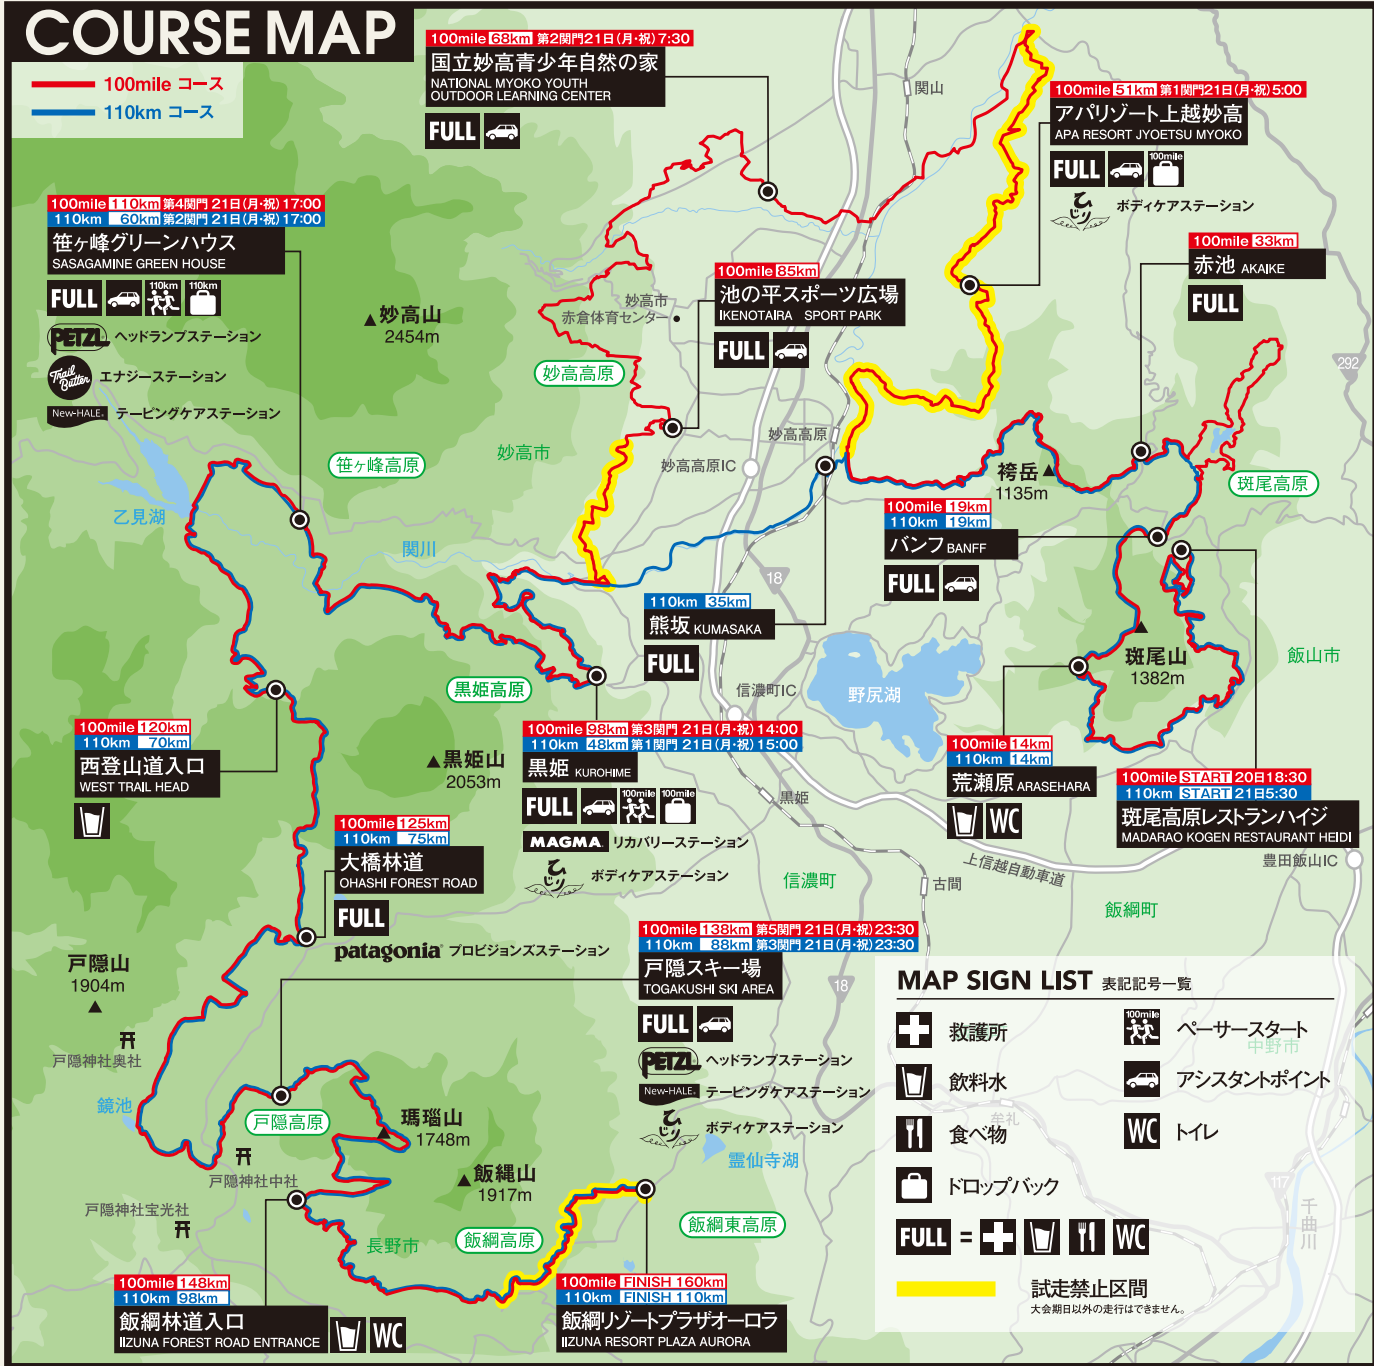 COURSE MAP
100mile コース
110km コース
100mile 68km 第2関門21日(月・祝)7:30
国立妙高青少年自然の家
NATIONAL MYOKO YOUTH
OUTDOOR LEARNING CENTER
FULL
関山
100mile 51km 第1関門21日(月・祝)5:00
アパリゾート上越妙高
APA RESORT JYOETSU MYOKO
FULL
100mile
ひじり
ボディケアステーション
100mile 110km 第4関門 21日(月・祝)17:00
110km 60km 第2関門 21日(月・祝)17:00
笹ヶ峰グリーンハウス
SASAGAMINE GREEN HOUSE
FULL
110km
110km
PETZL ヘッドランプステーション
Trail Butter エナジーステーション
New-HALE. テーピングケアステーション
妙高山
2454m
妙高市
赤倉体育センター
妙高高原
100mile 85km
池の平スポーツ広場
IKENOTAIRA SPORT PARK
FULL
100mile 33km
赤池 AKAIKE
FULL
292
妙高市
笹ヶ峰高原
妙高高原
妙高高原IC
袴岳
1135m
斑尾高原
乙見湖
関川
18
100mile 19km
110km 19km
バンフ BANFF
FULL
110km 35km
熊坂 KUMASAKA
FULL
斑尾山
1382m
飯山市
黒姫高原
信濃町IC
野尻湖
100mile 120km
110km 70km
西登山道入口
WEST TRAIL HEAD
黒姫山
2053m
100mile 98km 第3関門 21日(月・祝)14:00
110km 48km 第1関門 21日(月・祝)15:00
黒姫 KUROHIME
FULL
100mile
100mile
MAGMA リカバリーステーション
ひじり
ボディケアステーション
黒姫
100mile 14km
110km 14km
荒瀬原 ARASEHARA
WC
100mile START 20日18:30
110km START 21日5:30
斑尾高原レストランハイジ
MADARAO KOGEN RESTAURANT HEIDI
豊田飯山IC
上信越自動車道
100mile 125km
110km 75km
大橋林道
OHASHI FOREST ROAD
FULL
patagonia プロビジョンズステーション
信濃町
古間
飯綱町
戸隠山
1904m
戸隠神社奥社
鏡池
100mile 138km 第5関門 21日(月・祝)23:30
110km 88km 第3関門 21日(月・祝)23:30
戸隠スキー場
TOGAKUSHI SKI AREA
FULL
PETZL ヘッドランプステーション
New-HALE. テーピングケアステーション
ひじり
ボディケアステーション
18
戸隠高原
瑪瑙山
1748m
戸隠神社中社
飯縄山
1917m
霊仙寺湖
戸隠神社宝光社
長野市
飯綱高原
飯綱東高原
100mile 148km
110km 98km
飯綱林道入口
IIZUNA FOREST ROAD ENTRANCE
WC
100mile FINISH 160km
110km FINISH 110km
飯綱リゾートプラザオーロラ
IIZUNA RESORT PLAZA AURORA
MAP SIGN LIST 表記記号一覧
救護所
100mile
ペーサースタート
中野市
飲料水
アシスタントポイント
牟礼
食べ物
WC
トイレ
ドロップバック
117
千曲川
FULL = WC
試走禁止区間
大会期日以外の走行はできません。